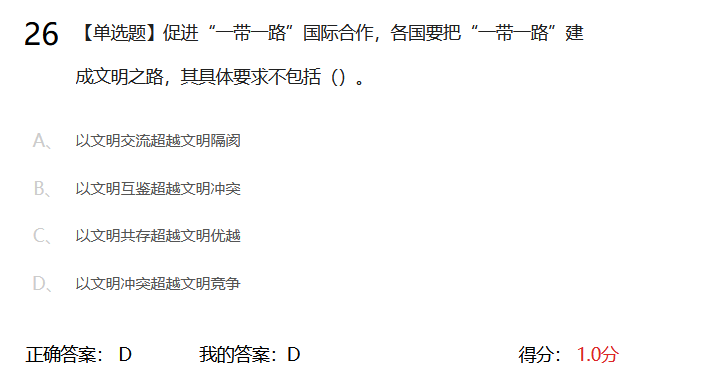 26 【单选题】促进“一带一路”国际合作，各国要把“一带一路”建
成文明之路，其具体要求不包括（）。
A、 以文明交流超越文明隔阂
B、 以文明互鉴超越文明冲突
C、 以文明共存超越文明优越
D、 以文明冲突超越文明竞争
正确答案： D 我的答案：D 得分： 1.0分